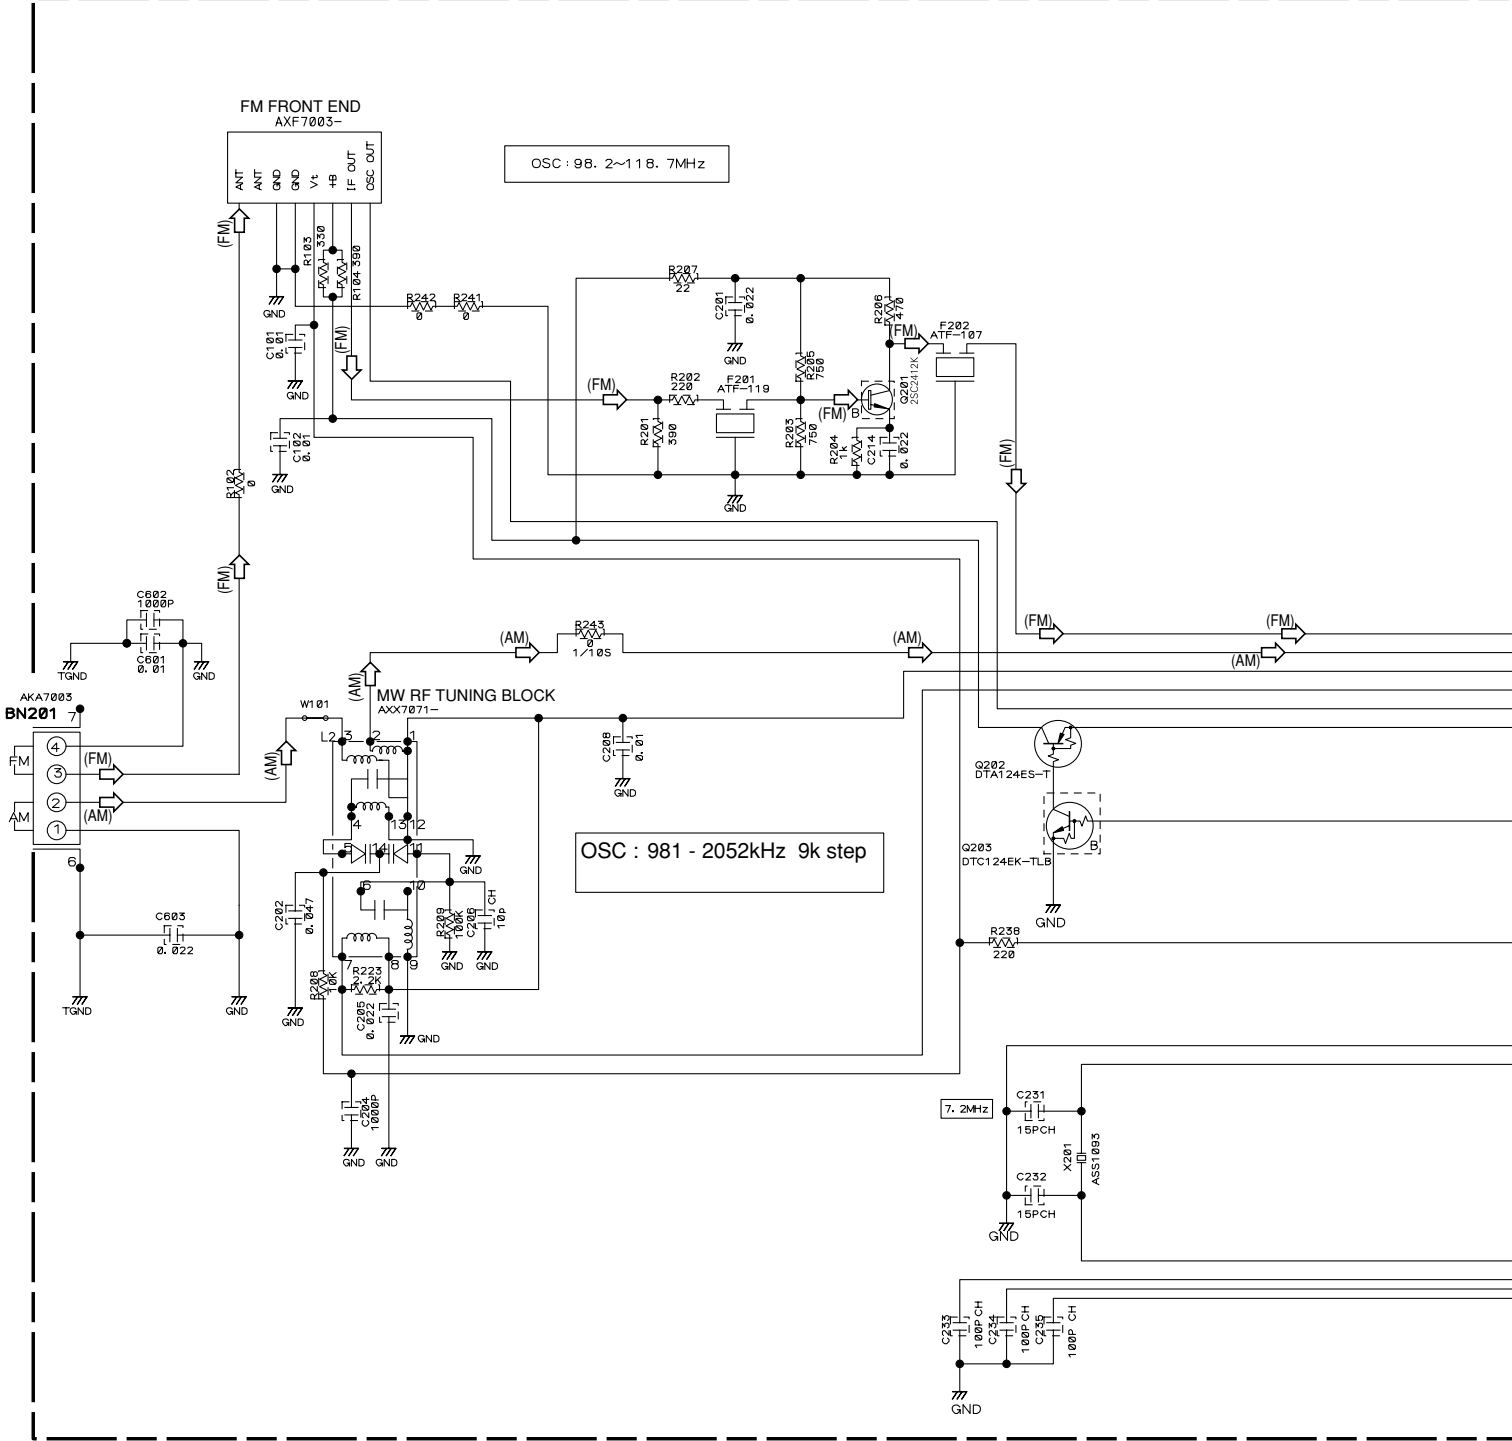 FM FRONT END
AXF7003-
ANT
ANT
GND
GND
Vt
+B
IF OUT
OSC OUT
OSC : 98. 2~118. 7MHz
(FM)
R103
330
R104 390
GND
R242
0
R241
0
C101
0.01
GND
(FM)
R207
22
C201
0.022
GND
R206
470
(FM)
F202
ATF-107
R205
750
Q201
2SC2412K
(FM)
R202
220
F201
ATF-119
(FM)
B
R201
390
R203
750
R204
1k
C214
0.022
GND
C102
0.01
GND
R102
0
(FM)
(FM)
C602
1000P
C601
0.01
TGND
GND
(FM)
(FM)
(AM)
R243
0
1/10S
(AM)
(AM)
AKA7003
BN201
7
4
3
2
1
FM
AM
(FM)
(AM)
6
W101
(AM)
(AM)
MW RF TUNING BLOCK
AXX7071-
L2
3
2
1
4
13
12
5
14
11
GND
6
10
7
8
9
C208
0.01
GND
OSC : 981 - 2052kHz 9k step
Q202
DTA124ES-T
Q203
DTC124EK-TLB
B
GND
C603
0.022
TGND
GND
C202
0.047
GND
R209
100K
GND
C206
10p
CH
GND
R208
10K
R223
2.2K
C205
0.022
GND
R238
220
C204
1000P
GND
GND
7. 2MHz
C231
15PCH
X201
ASS1093
C232
15PCH
GND
C233
100P CH
C234
100P CH
C235
100P CH
GND